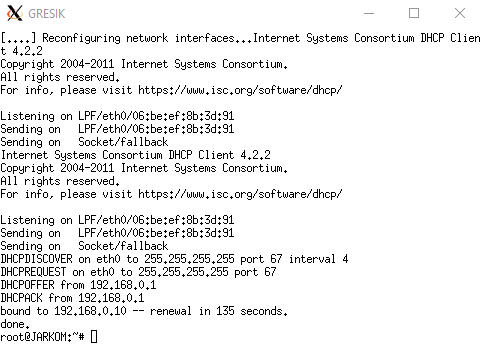 GRESIK
[....] Reconfiguring network interfaces...Internet Systems Consortium DHCP Clien
t 4.2.2
Copyright 2004-2011 Internet Systems Consortium.
All rights reserved.
For info, please visit https://www.isc.org/software/dhcp/
Listening on LPF/eth0/06:be:ef:8b:3d:91
Sending on   LPF/eth0/06:be:ef:8b:3d:91
Sending on   Socket/fallback
Internet Systems Consortium DHCP Client 4.2.2
Copyright 2004-2011 Internet Systems Consortium.
All rights reserved.
For info, please visit https://www.isc.org/software/dhcp/
Listening on LPF/eth0/06:be:ef:8b:3d:91
Sending on   LPF/eth0/06:be:ef:8b:3d:91
Sending on   Socket/fallback
DHCPDISCOVER on eth0 to 255.255.255.255 port 67 interval 4
DHCPREQUEST on eth0 to 255.255.255.255 port 67
DHCPOFFER from 192.168.0.1
DHCPACK from 192.168.0.1
bound to 192.168.0.10 -- renewal in 135 seconds.
done.
root@JARKOM:~#